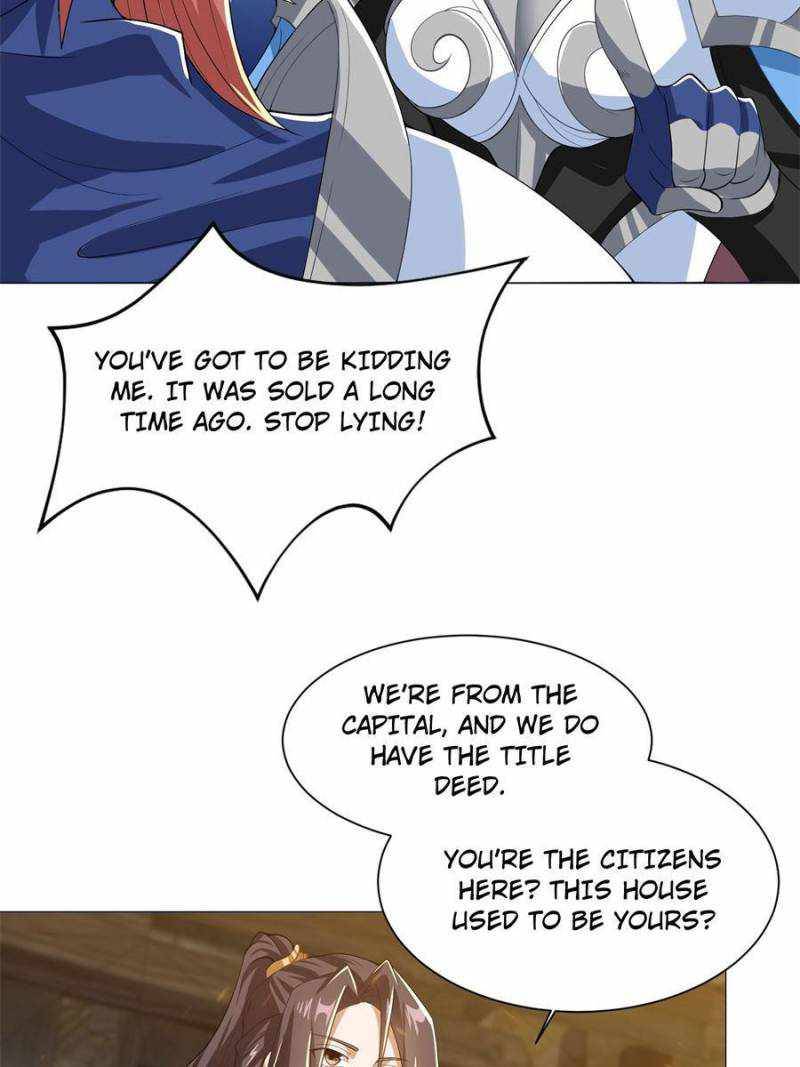 YOU'VE GOT TO BE KIDDING
ME. IT WAS SOLD A LONG
TIME AGO. STOP LYING!
WE'RE FROM THE
CAPITAL, AND WE DO
HAVE THE TITLE
DEED.
YOU'RE THE CITIZENS
HERE? THIS HOUSE
USED TO BE YOURS?